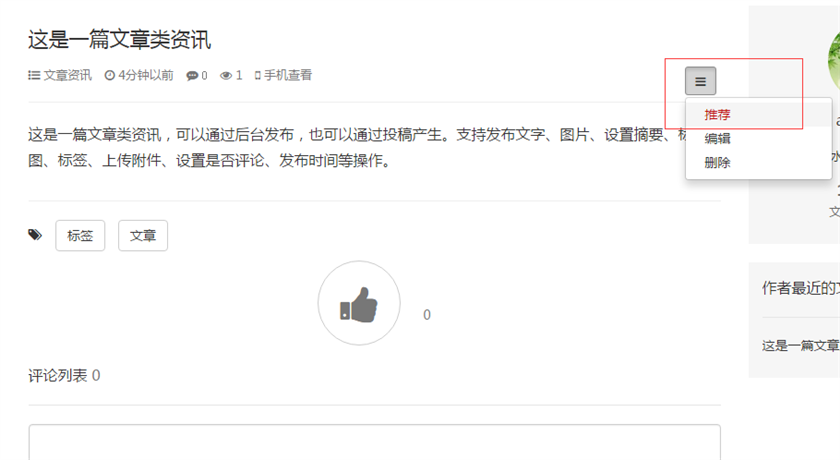 这是一篇文章类资讯
文章资讯 4分钟以前 0 1 手机查看
推荐
编辑
删除
这是一篇文章类资讯，可以通过后台发布，也可以通过投稿产生。支持发布文字、图片、设置摘要、
图、标签、上传附件、设置是否评论、发布时间等操作。
标签 文章
0
评论列表 0
文
作者最近的
这是一篇文章